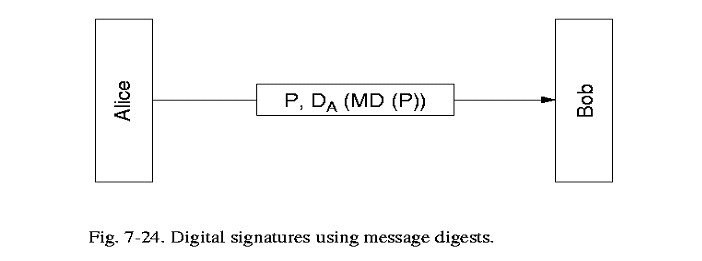 Alice
P, D_A (MD (P))
Bob
Fig. 7-24. Digital signatures using message digests.